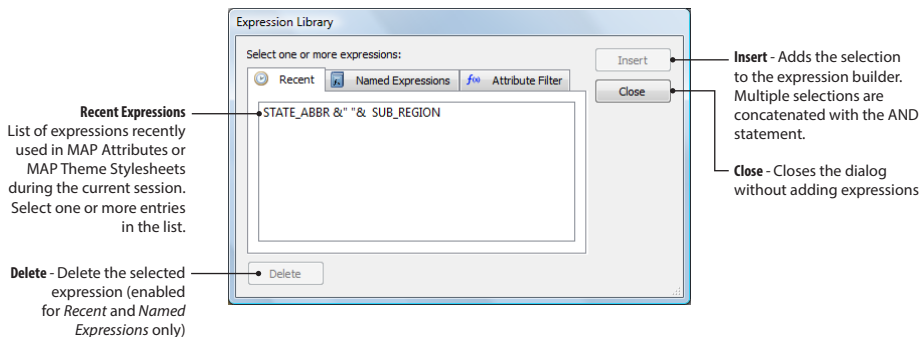 Expression Library
Select one or more expressions:
Recent
Named Expressions
f(x) Attribute Filter
STATE_ABBR &" "& SUB_REGION
Insert
Close
Delete
Recent Expressions
List of expressions recently
used in MAP Attributes or
MAP Theme Stylesheets
during the current session.
Select one or more entries
in the list.
Delete - Delete the selected
expression (enabled
for Recent and Named
Expressions only)
Insert - Adds the selection
to the expression builder.
Multiple selections are
concatenated with the AND
statement.
Close - Closes the dialog
without adding expressions